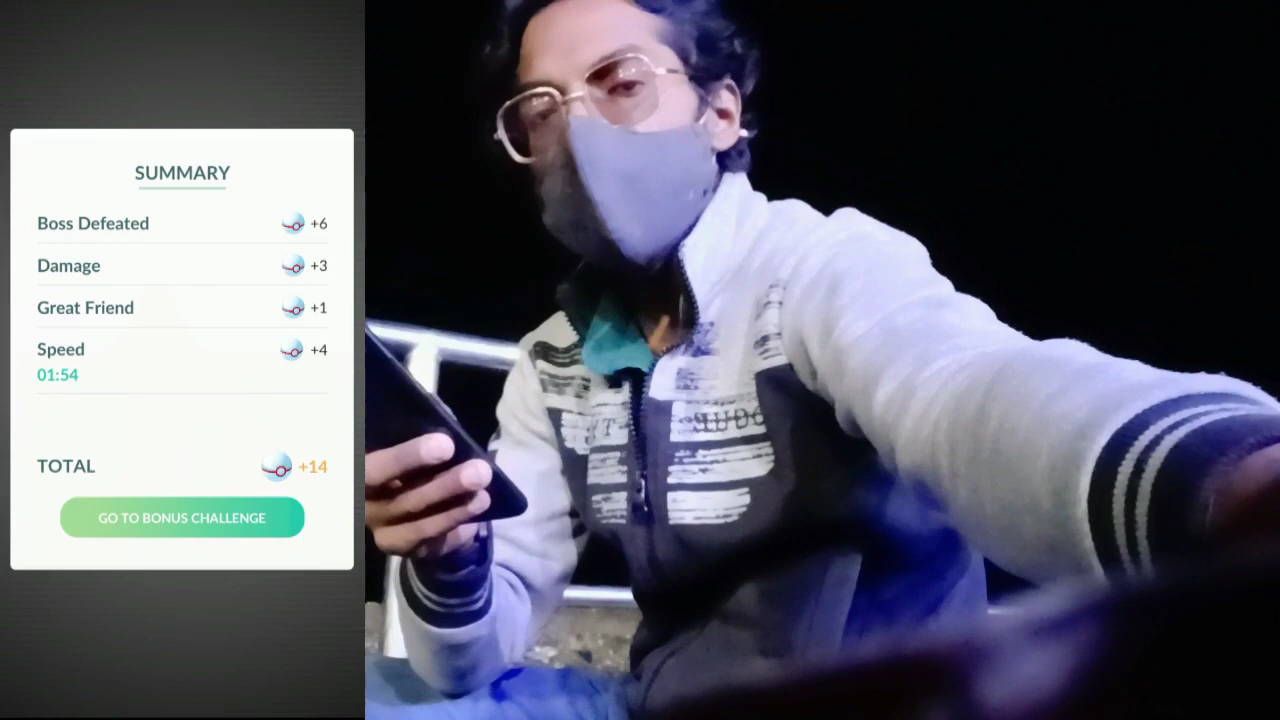 SUMMARY
Boss Defeated +6
Damage +3
Great Friend +1
Speed +4
01:54
TOTAL +14
GO TO BONUS CHALLENGE